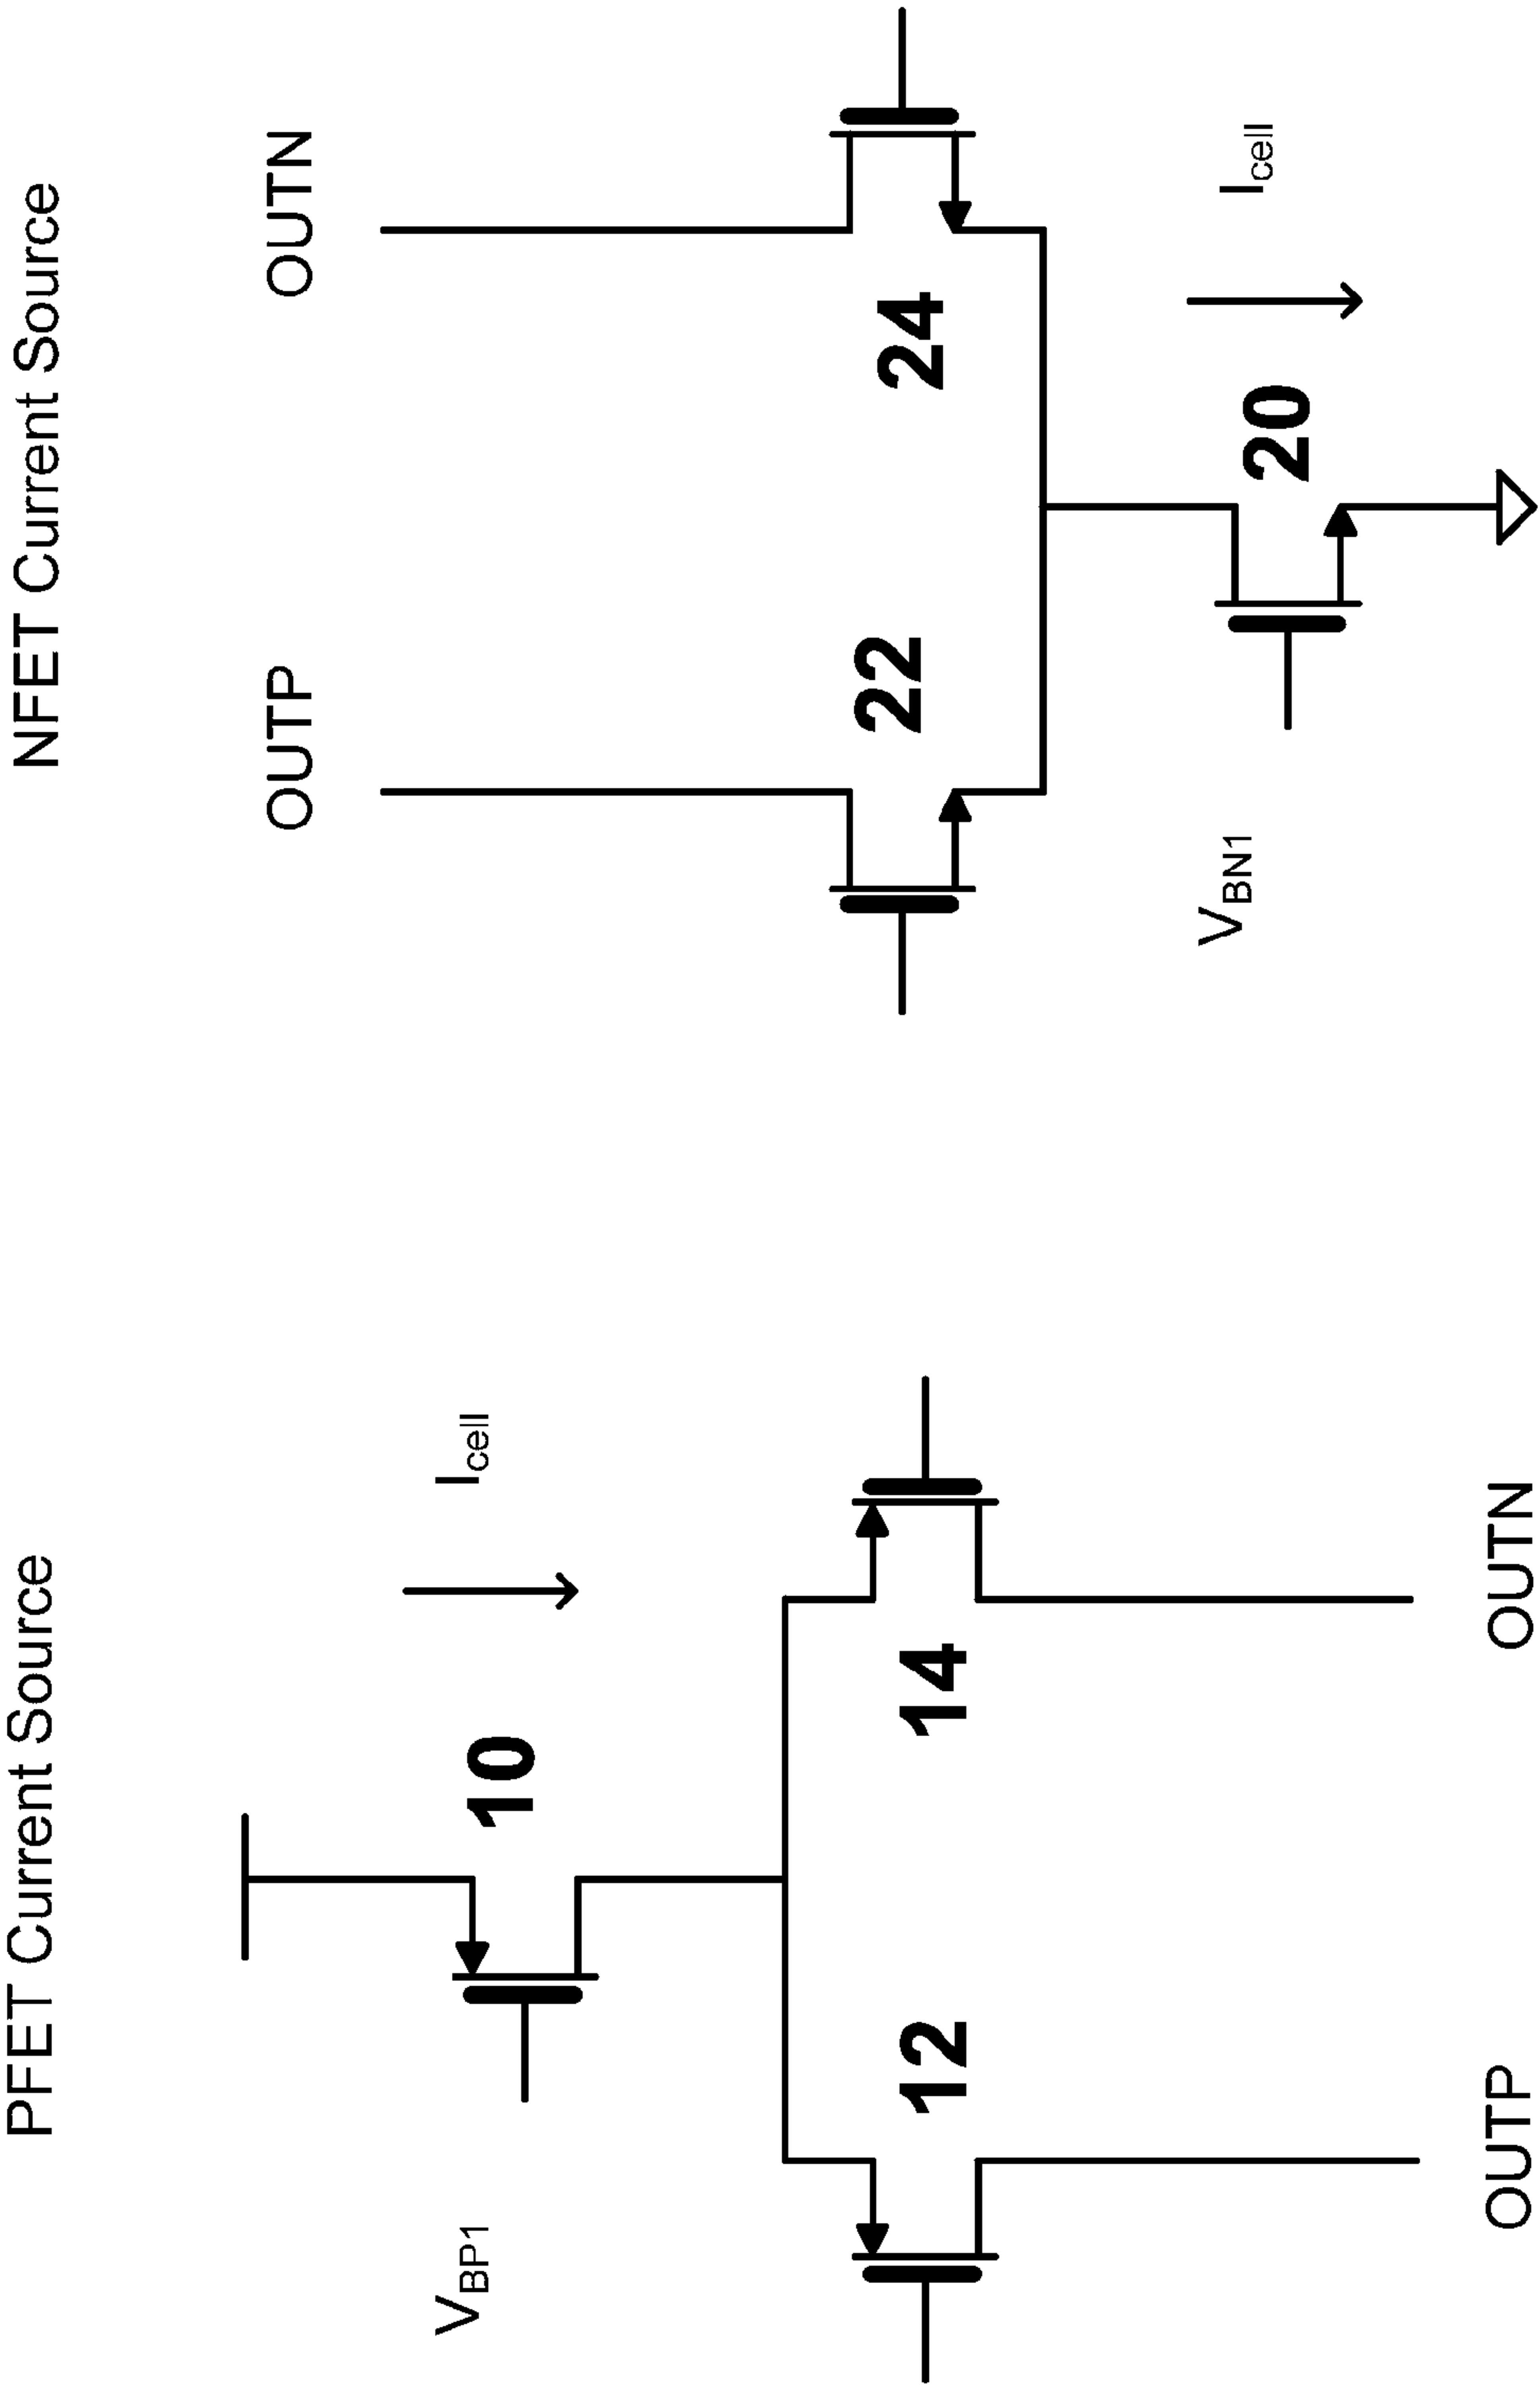 PFET Current Source
NFET Current Source
V_BP1
10
I_cell
12
14
OUTP
OUTN
OUTP
OUTN
22
24
V_BN1
20
I_cell